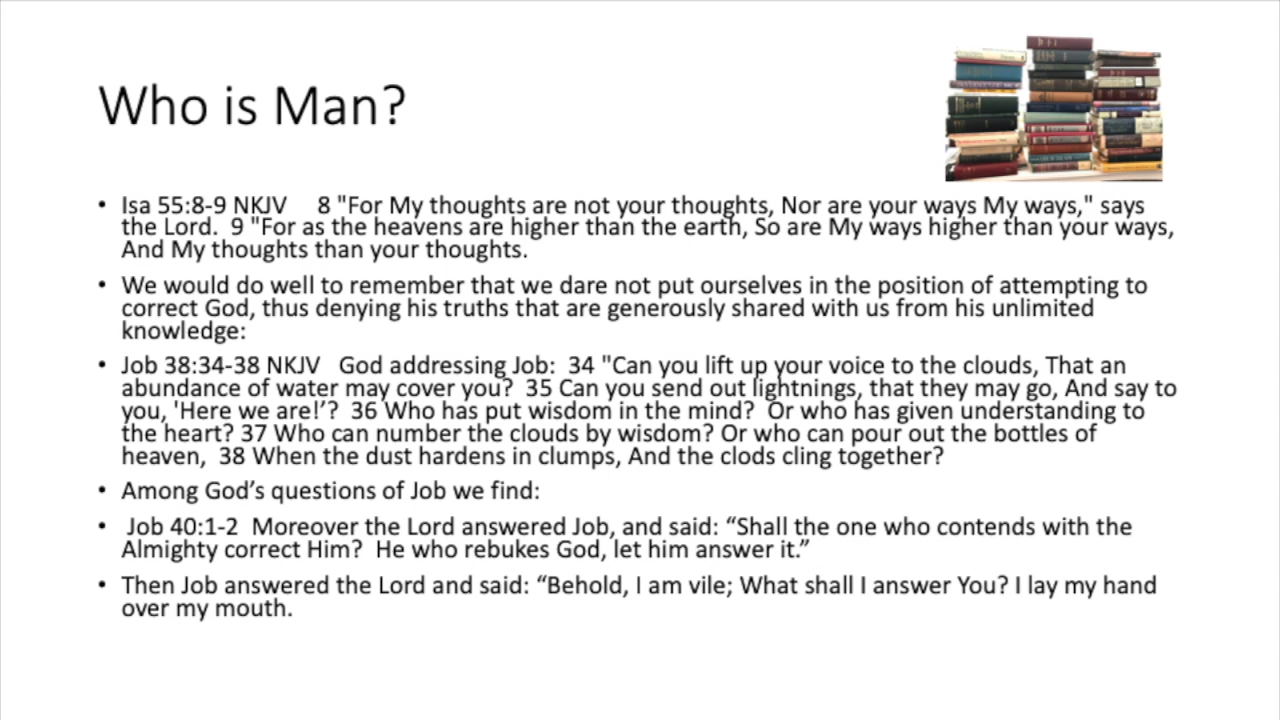 Who is Man?
• Isa 55:8-9 NKJV     8 "For My thoughts are not your thoughts, Nor are your ways My ways," says
the Lord.  9 "For as the heavens are higher than the earth, So are My ways higher than your ways,
And My thoughts than your thoughts.
• We would do well to remember that we dare not put ourselves in the position of attempting to
correct God, thus denying his truths that are generously shared with us from his unlimited
knowledge:
• Job 38:34-38 NKJV   God addressing Job:  34 "Can you lift up your voice to the clouds, That an
abundance of water may cover you?  35 Can you send out lightnings, that they may go, And say to
you, 'Here we are!’?  36 Who has put wisdom in the mind?  Or who has given understanding to
the heart? 37 Who can number the clouds by wisdom? Or who can pour out the bottles of
heaven,  38 When the dust hardens in clumps, And the clods cling together?
• Among God’s questions of Job we find:
• Job 40:1-2  Moreover the Lord answered Job, and said: “Shall the one who contends with the
Almighty correct Him?  He who rebukes God, let him answer it.”
• Then Job answered the Lord and said: “Behold, I am vile; What shall I answer You? I lay my hand
over my mouth.